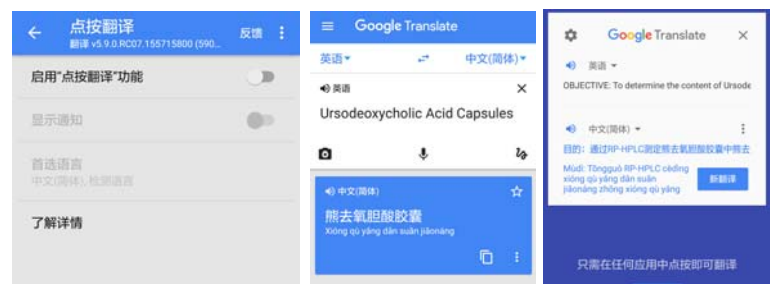 点按翻译
翻译 v5.9.0.RC07.155715800 (590...
反馈
启用“点按翻译”功能
显示通知
首选语言
中文(简体), 检测语言
了解详情
Google Translate
英语
中文(简体)
英语
Ursodeoxycholic Acid Capsules
中文(简体)
熊去氧胆酸胶囊
Xióng qù yǎng dǎn suān jiāonáng
Google Translate
英语
OBJECTIVE: To determine the content of Ursode
中文(简体)
目的：通过RP-HPLC测定熊去氧胆酸胶囊中熊去
Mùdì: Tōngguò RP-HPLC cèdìng
xióng qù yǎng dǎn suān
jiāonáng zhōng xióng qù yǎng
新翻译
只需在任何应用中点按即可翻译